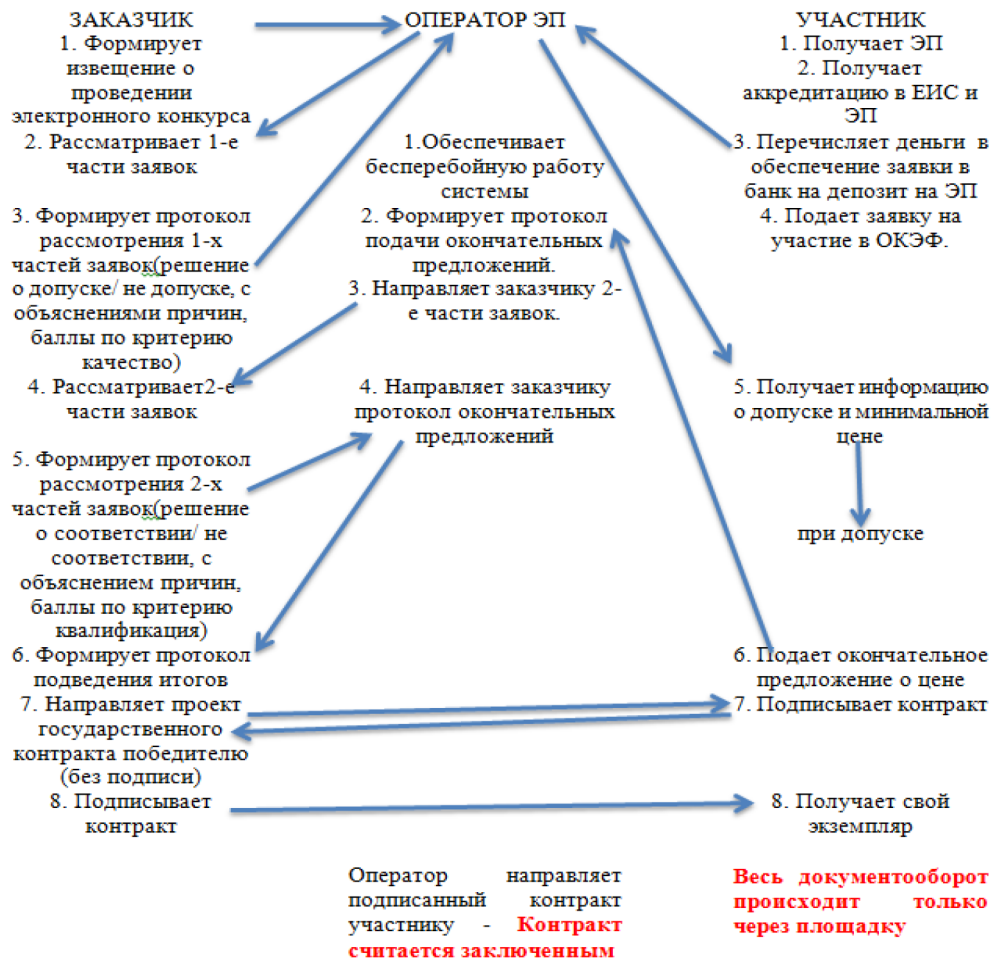 ЗАКАЗЧИК
1. Формирует
извещение о
проведении
электронного конкурса
2. Рассматривает 1-е
части заявок
3. Формирует протокол
рассмотрения 1-х
частей заявок(решение
о допуске/ не допуске, с
объяснениями причин,
баллы по критерию
качество)
4. Рассматривает2-е
части заявок
5. Формирует протокол
рассмотрения 2-х
частей заявок(решение
о соответствии/ не
соответствии, с
объяснением причин,
баллы по критерию
квалификация)
6. Формирует протокол
подведения итогов
7. Направляет проект
государственного
контракта победителю
(без подписи)
8. Подписывает
контракт
ОПЕРАТОР ЭП
1.Обеспечивает
бесперебойную работу
системы
2. Формирует протокол
подачи окончательных
предложений.
3. Направляет заказчику 2-
е части заявок.
4. Направляет заказчику
протокол окончательных
предложений
Оператор направляет
подписанный контракт
участнику - Контракт
считается заключенным
УЧАСТНИК
1. Получает ЭП
2. Получает
аккредитацию в ЕИС и
ЭП
3. Перечисляет деньги в
обеспечение заявки в
банк на депозит на ЭП
4. Подает заявку на
участие в ОКЭФ.
5. Получает информацию
о допуске и минимальной
цене
при допуске
6. Подает окончательное
предложение о цене
7. Подписывает контракт
8. Получает свой
экземпляр
Весь документооборот
происходит только
через площадку